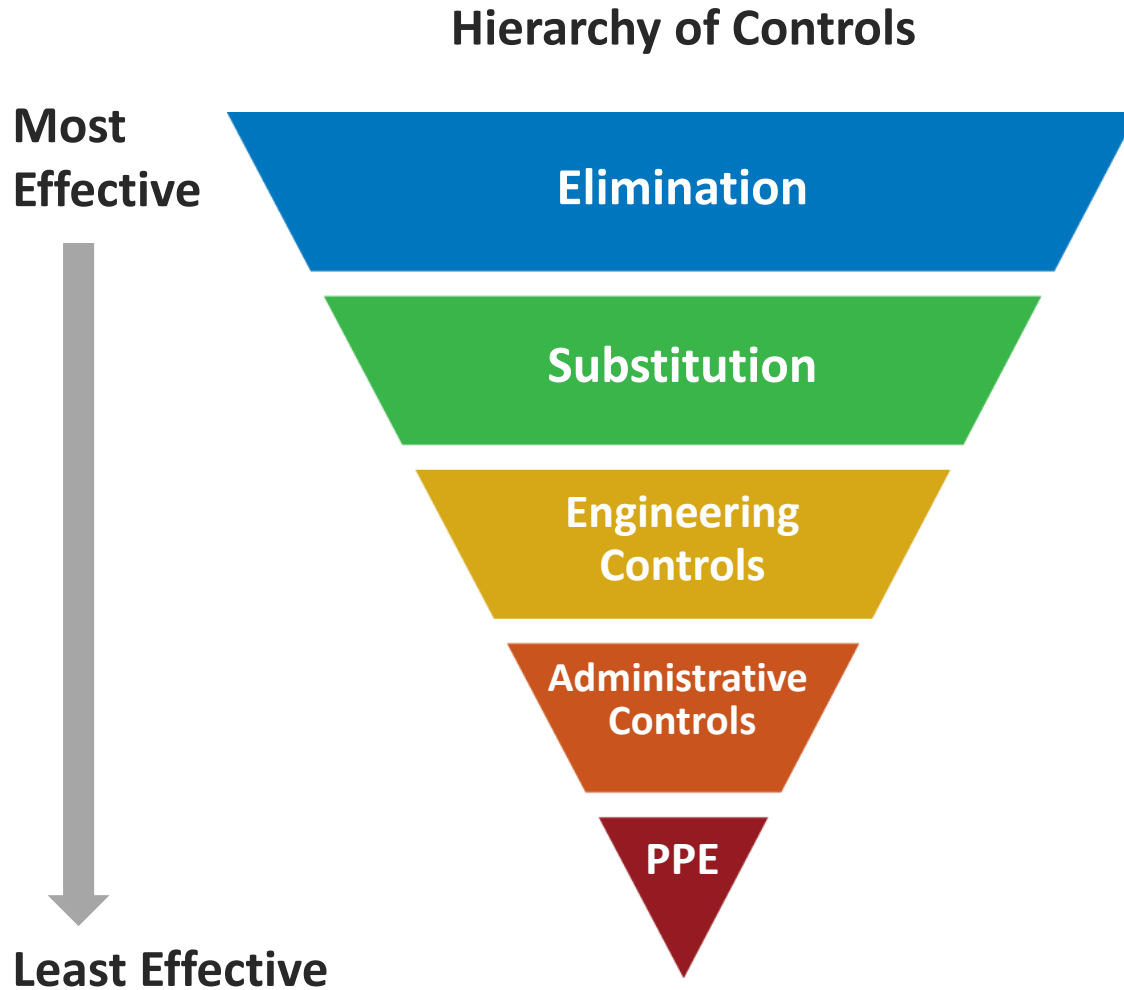 Hierarchy of Controls
Most
Effective
Elimination
Substitution
Engineering
Controls
Administrative
Controls
PPE
Least Effective